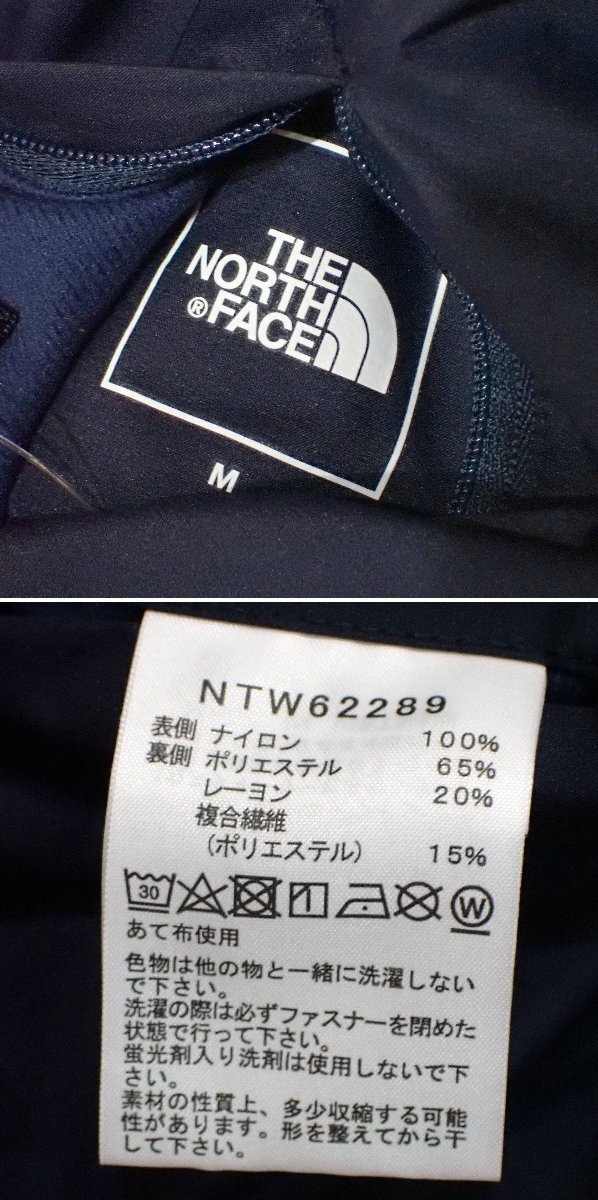 THE
NORTH
® FACE
M
NTW62289
表側 ナイロン 100%
裏側 ポリエステル 65%
レーヨン 20%
複合繊維
(ポリエステル) 15%
30
W
あて布使用
色物は他の物と一緒に洗濯しない
で下さい。
洗濯の際は必ずファスナーを閉めた
状態で行って下さい。
蛍光剤入り洗剤は使用しないで下
さい。
素材の性質上、多少収縮する可能
性があります。形を整えてから干
して下さい。